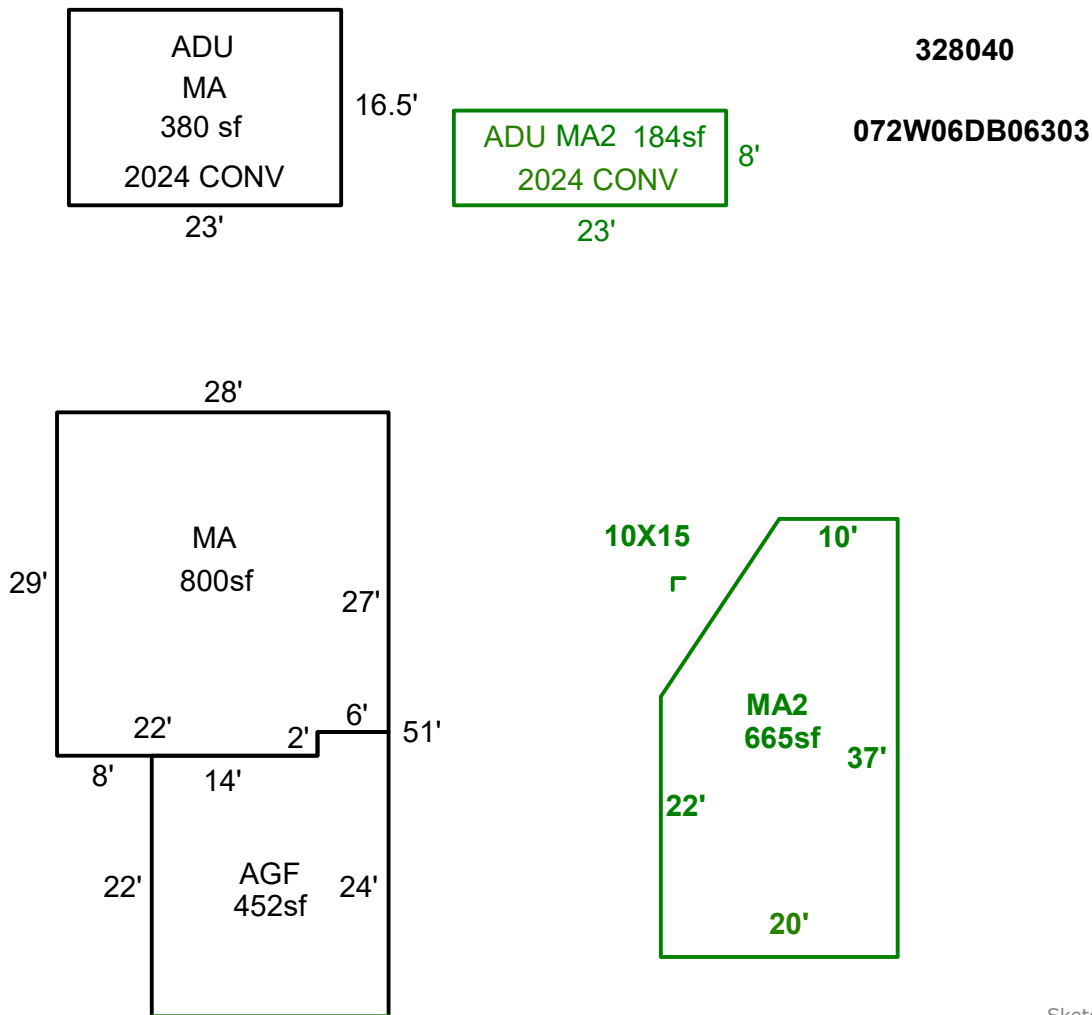 ADU
MA
380 sf
2024 CONV
16.5'
23'
ADU MA2 184sf
2024 CONV
8'
23'
328040
072W06DB06303
28'
MA
800sf
29'
27'
22'
2'
6'
51'
8'
14'
22'
AGF
452sf
24'
10X15
10'
MA2
665sf
37'
22'
20'